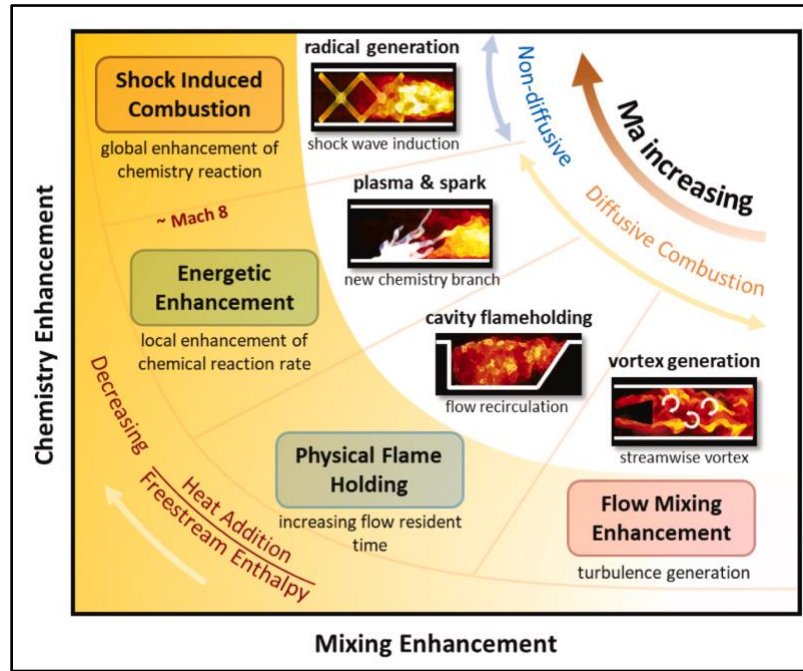 radical generation
Shock Induced
Combustion
global enhancement of
chemistry reaction
shock wave induction
Non-diffusive
Ma increasing
~ Mach 8
plasma & spark
Diffusive Combustion
Energetic
Enhancement
new chemistry branch
local enhancement of
chemical reaction rate
cavity flameholding
flow recirculation
vortex generation
streamwise vortex
Chemistry Enhancement
Decreasing
Heat Addition
Freestream Enthalpy
Physical Flame
Holding
increasing flow resident
time
Flow Mixing
Enhancement
turbulence generation
Mixing Enhancement